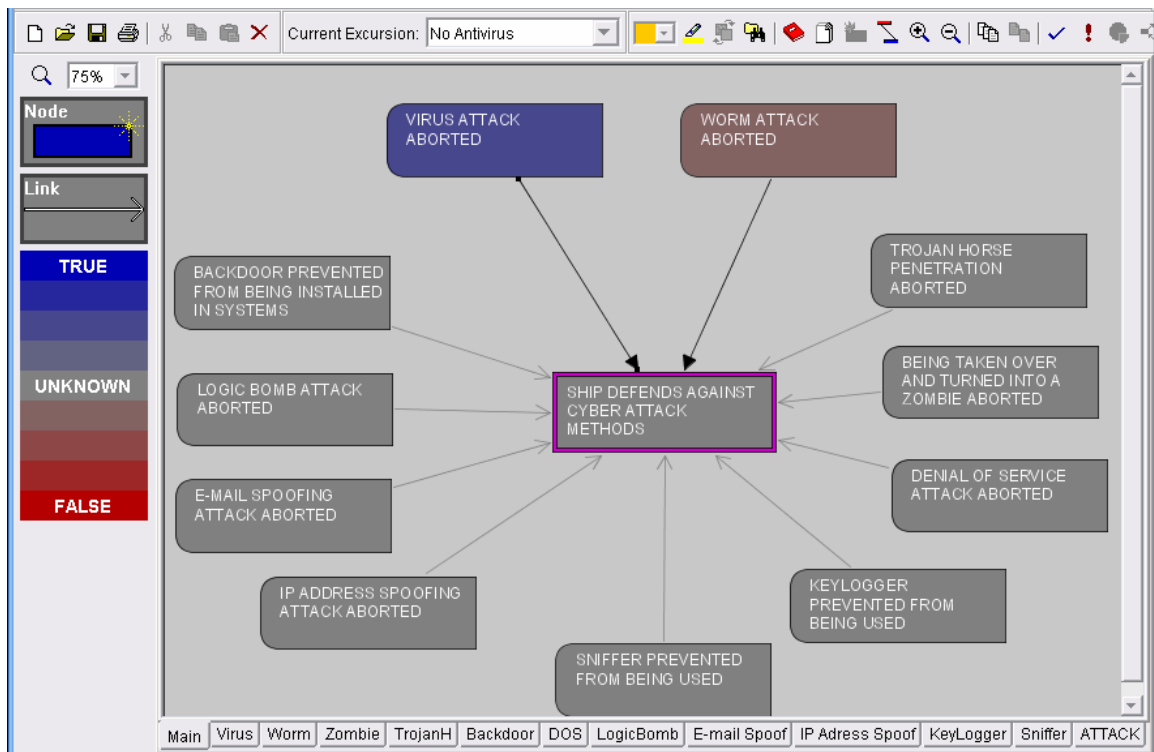 Current Excursion: No Antivirus
75%
Node
Link
TRUE
UNKNOWN
FALSE
VIRUS ATTACK
ABORTED
WORM ATTACK
ABORTED
BACKDOOR PREVENTED
FROM BEING INSTALLED
IN SYSTEMS
TROJAN HORSE
PENETRATION
ABORTED
LOGIC BOMB ATTACK
ABORTED
SHIP DEFENDS AGAINST
CYBER ATTACK
METHODS
BEING TAKEN OVER
AND TURNED INTO A
ZOMBIE ABORTED
E-MAIL SPOOFING
ATTACK ABORTED
DENIAL OF SERVICE
ATTACK ABORTED
IP ADDRESS SPOOFING
ATTACK ABORTED
KEYLOGGER
PREVENTED FROM
BEING USED
SNIFFER PREVENTED
FROM BEING USED
Main Virus Worm Zombie TrojanH Backdoor DOS LogicBomb E-mail Spoof IP Adress Spoof KeyLogger Sniffer ATTACK